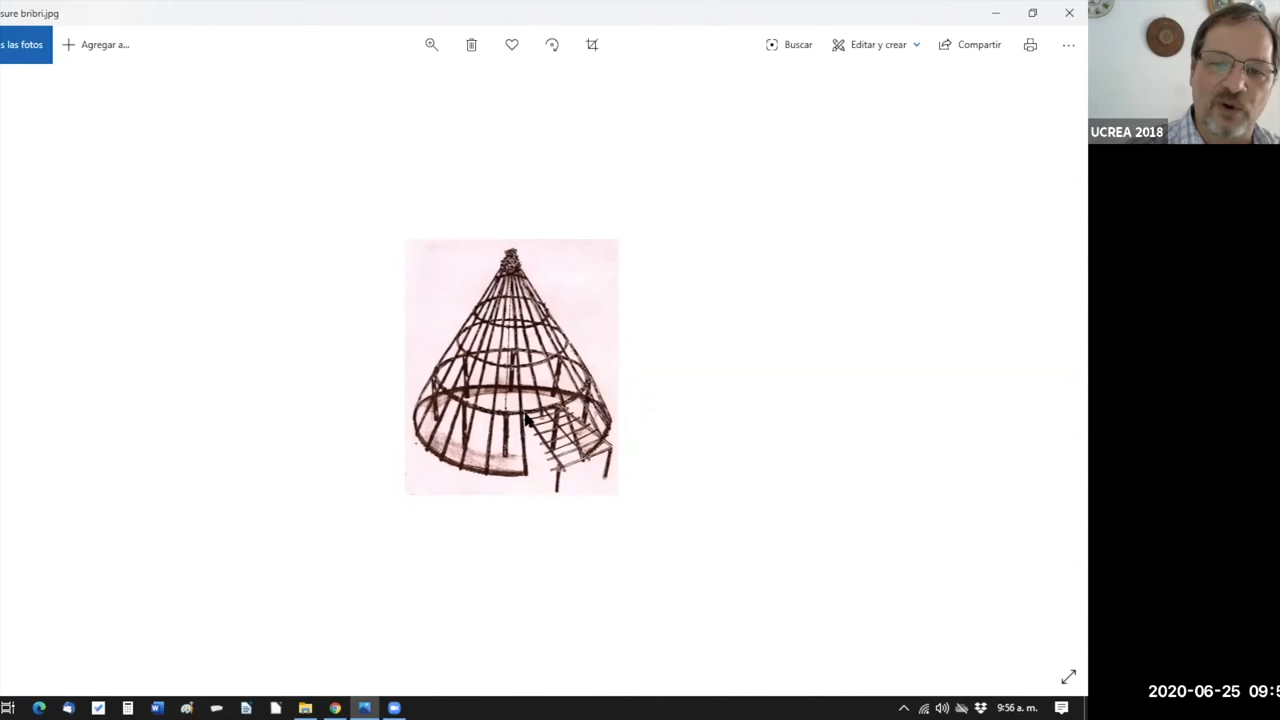 sure bribri.jpg
s las fotos
Agregar a...
Buscar
Editar y crear
Compartir
UCREA 2018
2020-06-25 09:5
9:56 a. m.